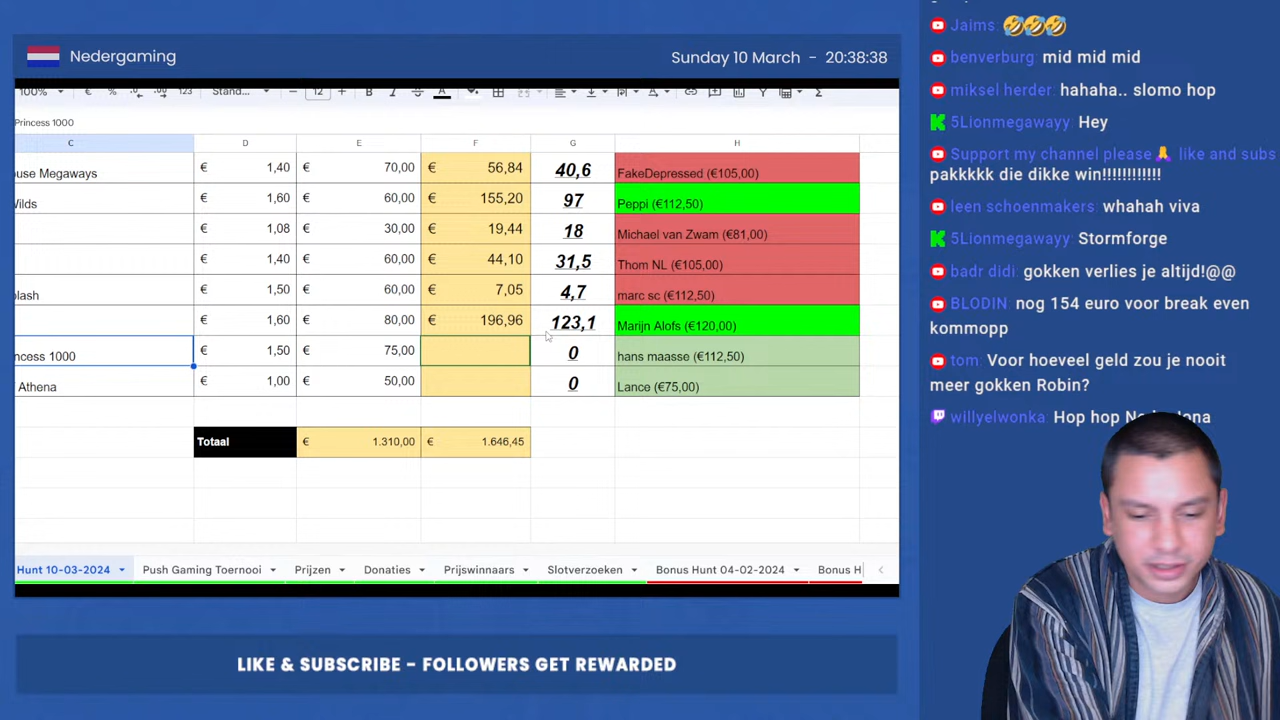 Nedergaming
Sunday 10 March - 20:38:38
100% € % .0 .00 123 Stand... − 12 + B I A Σ
Princess 1000
C D E F G H
ouse Megaways € 1,40 € 70,00 € 56,84 40,6 FakeDepressed (€105,00)
Wilds € 1,60 € 60,00 € 155,20 97 Peppi (€112,50)
€ 1,08 € 30,00 € 19,44 18 Michael van Zwam (€81,00)
€ 1,40 € 60,00 € 44,10 31,5 Thom NL (€105,00)
plash € 1,50 € 60,00 € 7,05 4,7 marc sc (€112,50)
€ 1,60 € 80,00 € 196,96 123,1 Marijn Alofs (€120,00)
ncess 1000 € 1,50 € 75,00 0 hans maasse (€112,50)
Athena € 1,00 € 50,00 0 Lance (€75,00)
Totaal € 1.310,00 € 1.646,45
Hunt 10-03-2024 Push Gaming Toernooi Prijzen Donaties Prijswinnaars Slotverzoeken Bonus Hunt 04-02-2024 Bonus H
LIKE & SUBSCRIBE - FOLLOWERS GET REWARDED
Jaims: 🤣🤣🤣
benverburg: mid mid mid
miksel herder: hahaha.. slomo hop
5Lionmegawayy: Hey
Support my channel please🙏 like and subs
pakkkkk die dikke win!!!!!!!!!!!!
leen schoenmakers: whahah viva
5Lionmegawayy: Stormforge
badr didi: gokken verlies je altijd!@@
BLODIN nog 154 euro voor break even
kommopp
tom: Voor hoeveel geld zou je nooit
meer gokken Robin?
willyelwonka: Hop hop